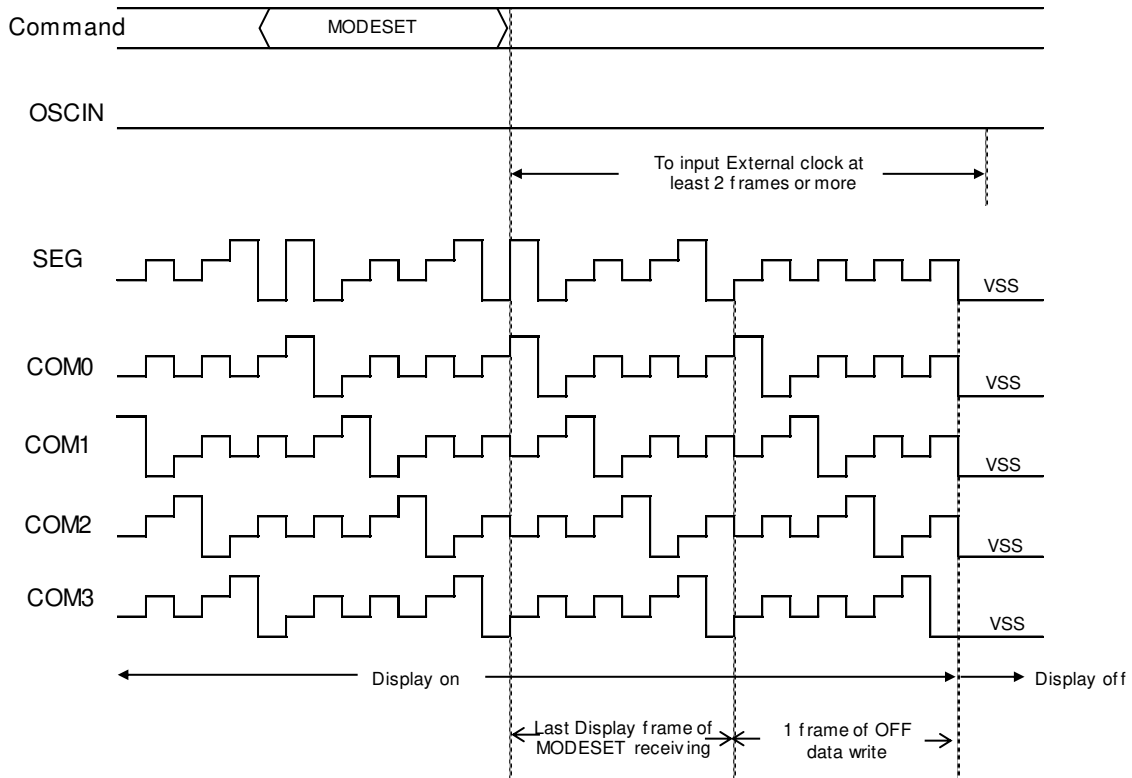 Command
MODESET
OSCIN
To input External clock at
least 2 frames or more
SEG
VSS
COM0
VSS
COM1
VSS
COM2
VSS
COM3
VSS
Display on
Display off
Last Display frame of
MODESET receiving
1 frame of OFF
data write